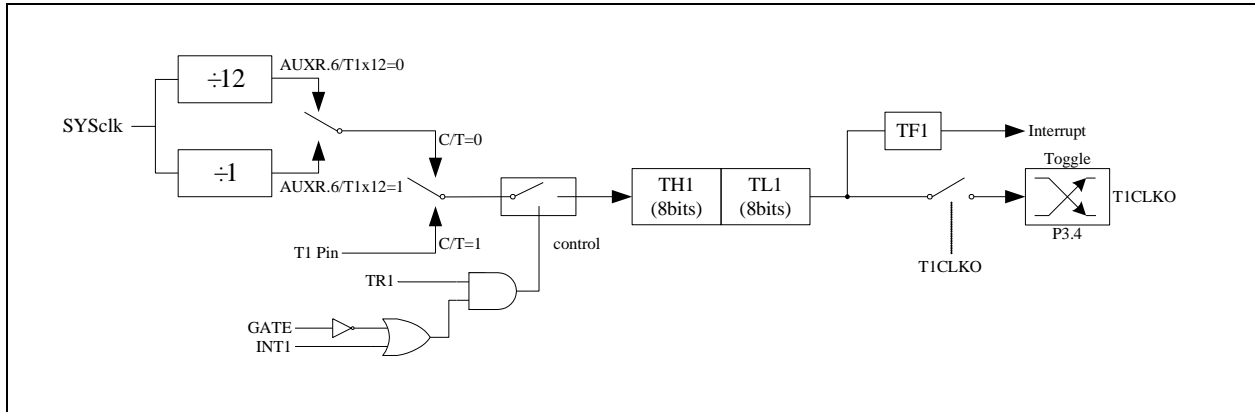 ÷12
AUXR.6/T1x12=0
SYSclk
÷1
AUXR.6/T1x12=1
C/T=0
C/T=1
T1 Pin
control
TR1
GATE
INT1
TH1
(8bits)
TL1
(8bits)
TF1
Interrupt
Toggle
T1CLKO
P3.4
T1CLKO